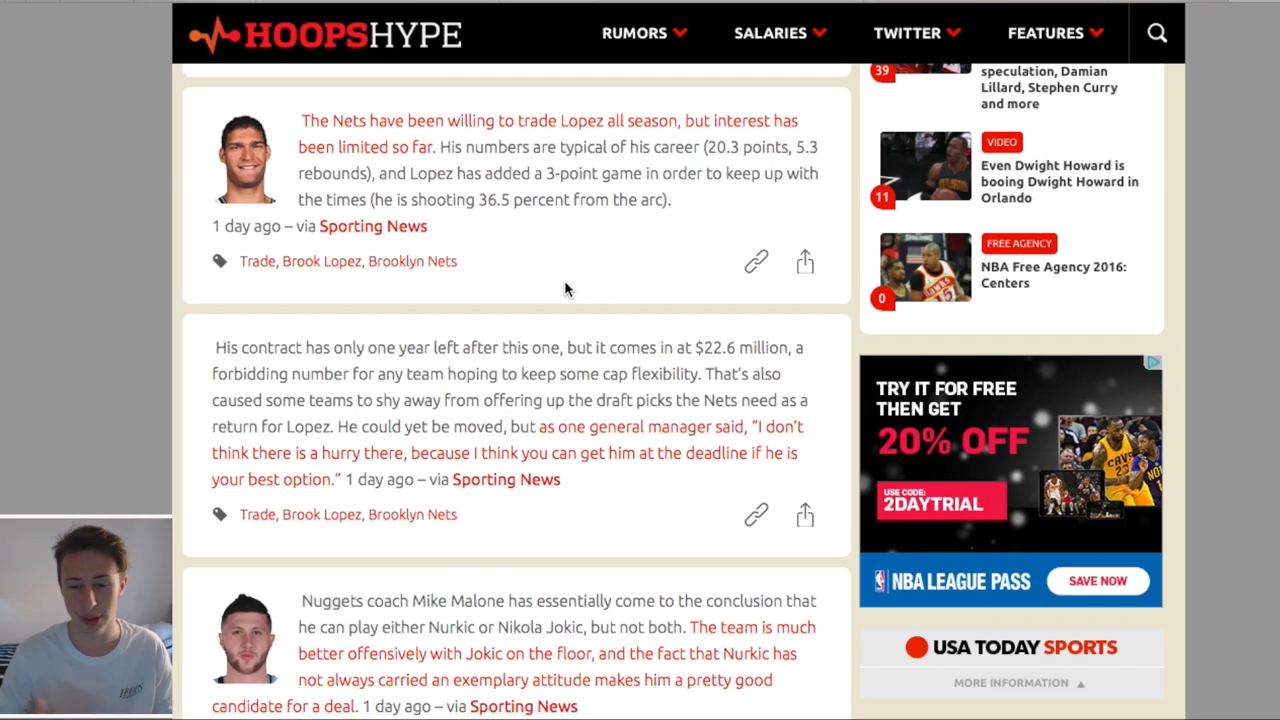 HOOPSHYPE
RUMORS
SALARIES
TWITTER
FEATURES
The Nets have been willing to trade Lopez all season, but interest has
been limited so far. His numbers are typical of his career (20.3 points, 5.3
rebounds), and Lopez has added a 3-point game in order to keep up with
the times (he is shooting 36.5 percent from the arc).
1 day ago – via Sporting News
Trade, Brook Lopez, Brooklyn Nets
His contract has only one year left after this one, but it comes in at $22.6 million, a
forbidding number for any team hoping to keep some cap flexibility. That’s also
caused some teams to shy away from offering up the draft picks the Nets need as a
return for Lopez. He could yet be moved, but as one general manager said, “I don’t
think there is a hurry there, because I think you can get him at the deadline if he is
your best option.” 1 day ago – via Sporting News
Trade, Brook Lopez, Brooklyn Nets
Nuggets coach Mike Malone has essentially come to the conclusion that
he can play either Nurkic or Nikola Jokic, but not both. The team is much
better offensively with Jokic on the floor, and the fact that Nurkic has
not always carried an exemplary attitude makes him a pretty good
candidate for a deal. 1 day ago – via Sporting News
39
speculation, Damian
Lillard, Stephen Curry
and more
VIDEO
Even Dwight Howard is
booing Dwight Howard in
Orlando
11
FREE AGENCY
NBA Free Agency 2016:
Centers
0
TRY IT FOR FREE
THEN GET
20% OFF
USE CODE:
2DAYTRIAL
NBA LEAGUE PASS
SAVE NOW
USA TODAY SPORTS
MORE INFORMATION